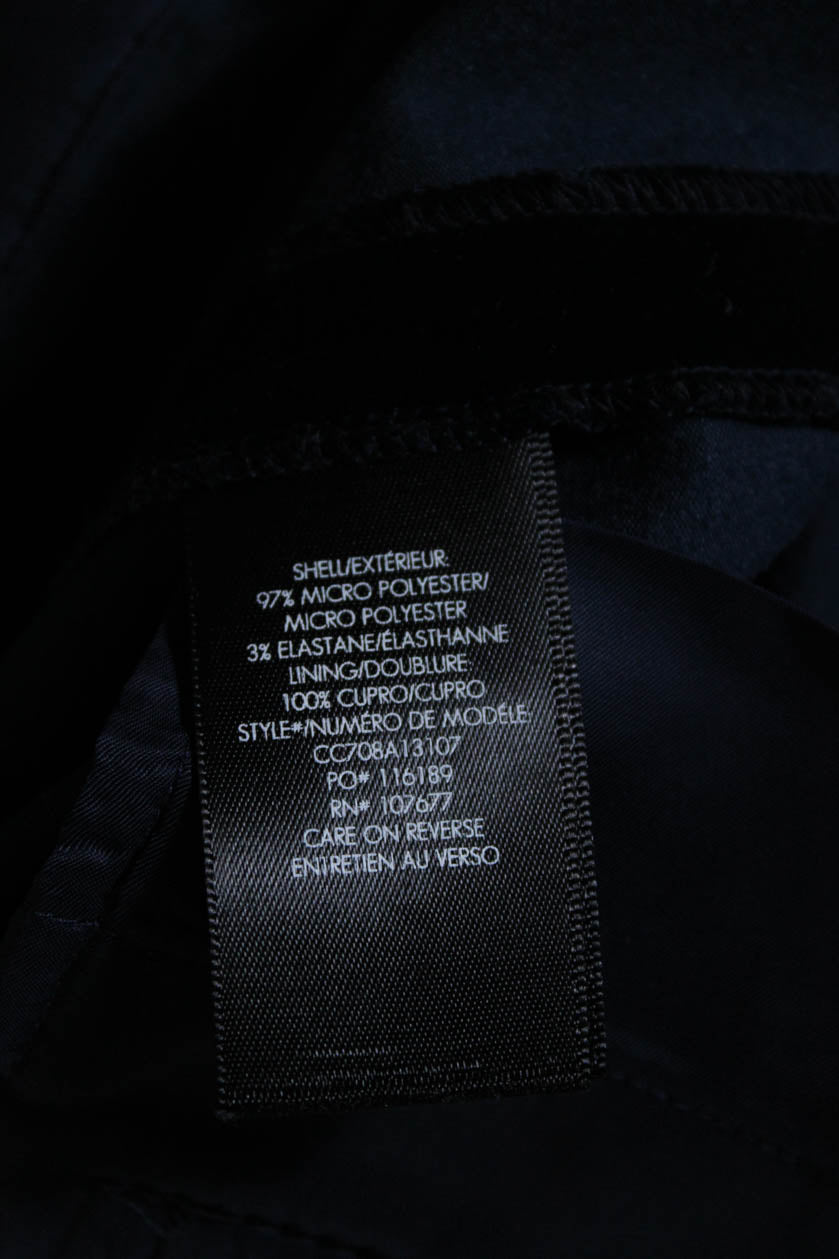 SHELL/EXTÉRIEUR:
97% MICRO POLYESTER/
MICRO POLYESTER
3% ELASTANE/ÉLASTHANNE
LINING/DOUBLURE:
100% CUPRO/CUPRO
STYLE#/NUMÉRO DE MODÉLE:
CC708A13107
PO# 116189
RN# 107677
CARE ON REVERSE
ENTRETIEN AU VERSO